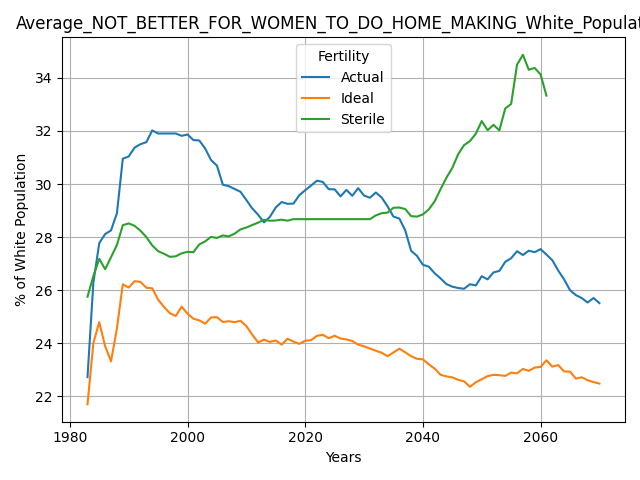 Average_NOT_BETTER_FOR_WOMEN_TO_DO_HOME_MAKING_White_Populat
Fertility
Actual
Ideal
Sterile
% of White Population
34
32
30
28
26
24
22
1980
2000
2020
2040
2060
Years